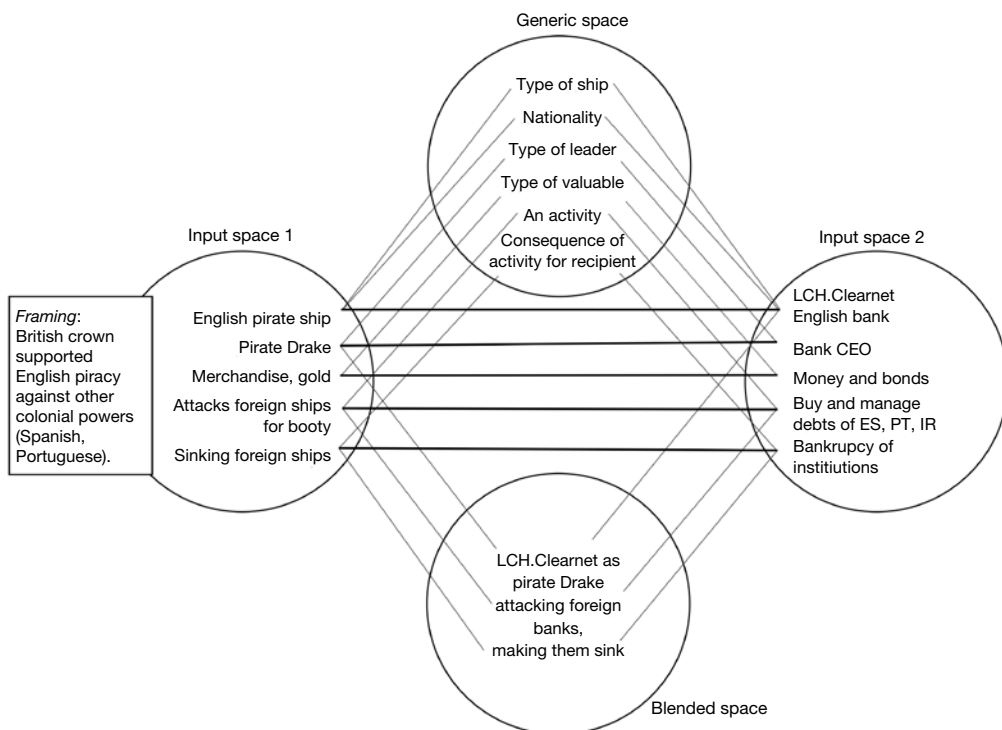 Generic space
Type of ship
Nationality
Type of leader
Type of valuable
An activity
Consequence of
activity for recipient
Input space 1
Framing:
British crown
supported
English piracy
against other
colonial powers
(Spanish,
Portuguese).
English pirate ship
Pirate Drake
Merchandise, gold
Attacks foreign ships
for booty
Sinking foreign ships
Input space 2
LCH.Clearnet
English bank
Bank CEO
Money and bonds
Buy and manage
debts of ES, PT, IR
Bankrupcy of
institiutions
LCH.Clearnet as
pirate Drake
attacking foreign
banks,
making them sink
Blended space